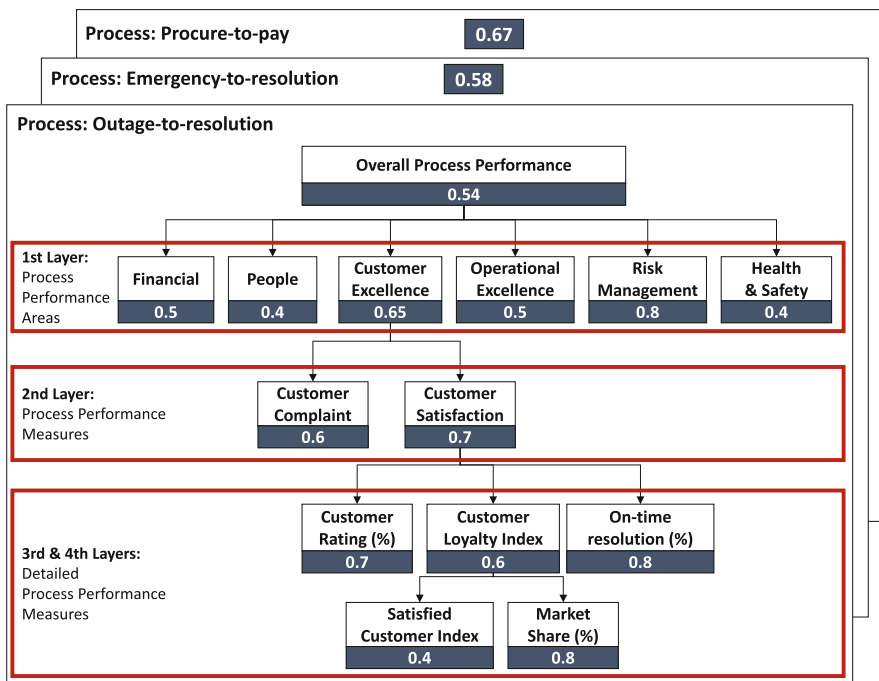 Process: Procure-to-pay
0.67
Process: Emergency-to-resolution
0.58
Process: Outage-to-resolution
Overall Process Performance
0.54
1st Layer:
Process
Performance
Areas
Financial
0.5
People
0.4
Customer
Excellence
0.65
Operational
Excellence
0.5
Risk
Management
0.8
Health
& Safety
0.4
2nd Layer:
Process Performance
Measures
Customer
Complaint
0.6
Customer
Satisfaction
0.7
3rd & 4th Layers:
Detailed
Process Performance
Measures
Customer
Rating (%)
0.7
Customer
Loyalty Index
0.6
On-time
resolution (%)
0.8
Satisfied
Customer Index
0.4
Market
Share (%)
0.8